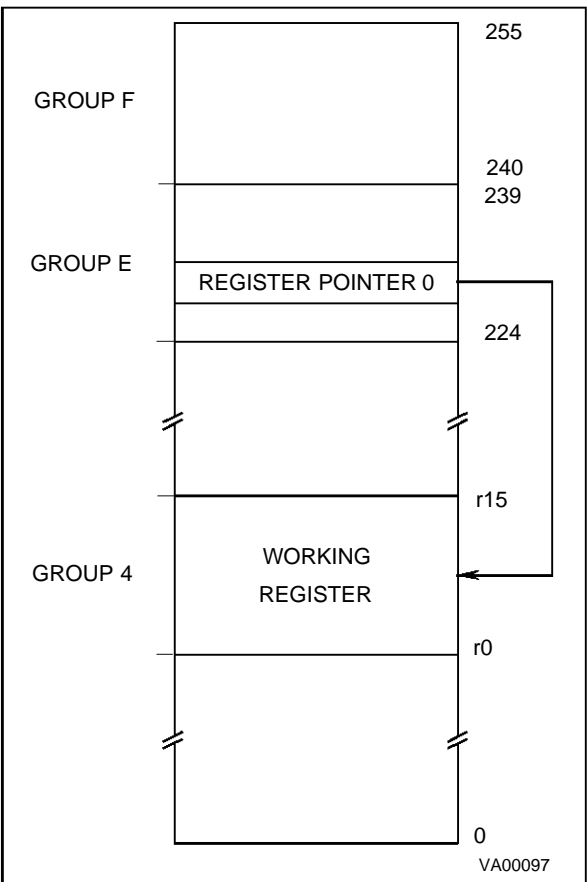 255
GROUP F
240
239
GROUP E
REGISTER POINTER 0
224
r15
WORKING
GROUP 4
REGISTER
r0
0
VA00097